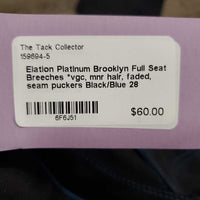 The Tack Collector
159694-5
Elation Platinum Brooklyn Full Seat
Breeches *vgc, mnr hair, faded,
seam puckers Black/Blue 28
6F6J51
$60.00